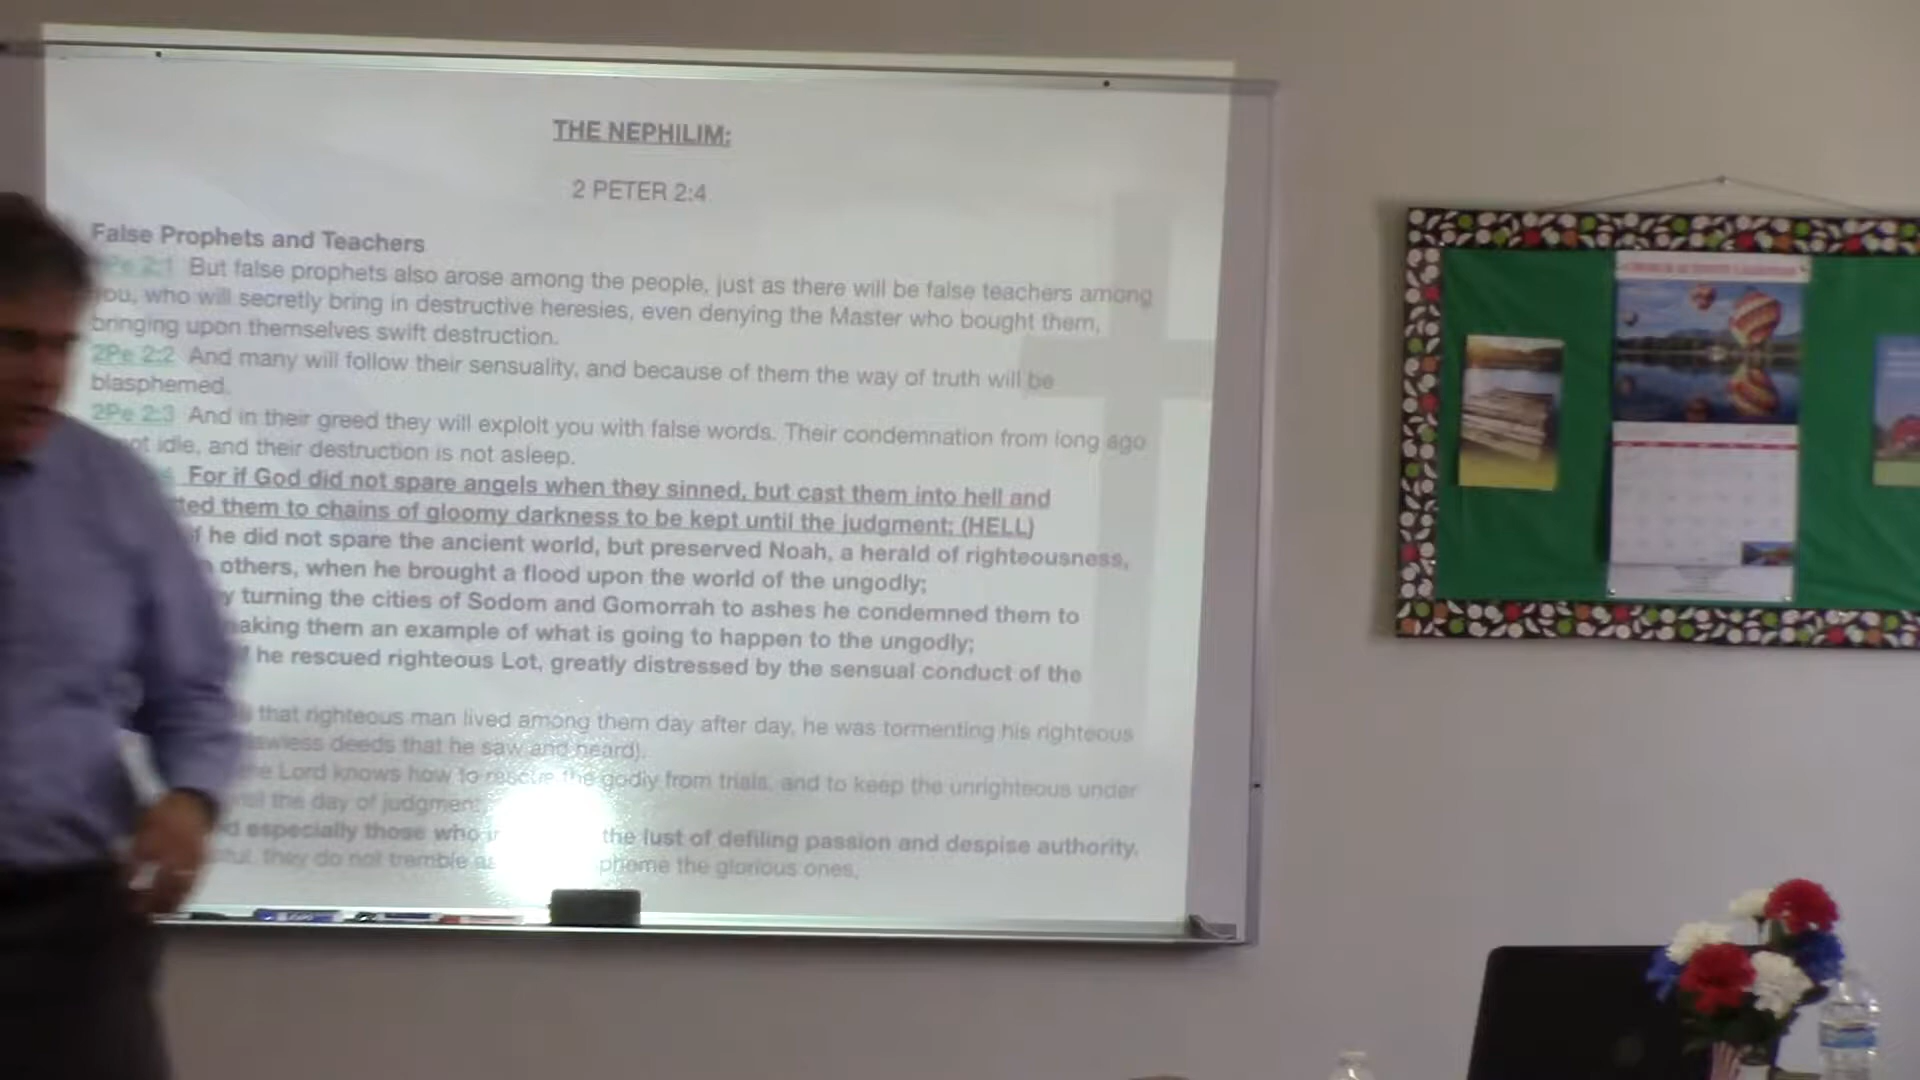 THE NEPHILIM:
2 PETER 2:4
False Prophets and Teachers
Pe 2:1 But false prophets also arose among the people, just as there will be false teachers among
you, who will secretly bring in destructive heresies, even denying the Master who bought them,
bringing upon themselves swift destruction.
2Pe 2:2 And many will follow their sensuality, and because of them the way of truth will be
blasphemed.
2Pe 2:3 And in their greed they will exploit you with false words. Their condemnation from long ago
not idle, and their destruction is not asleep.
For if God did not spare angels when they sinned, but cast them into hell and
ted them to chains of gloomy darkness to be kept until the judgment; (HELL)
f he did not spare the ancient world, but preserved Noah, a herald of righteousness,
others, when he brought a flood upon the world of the ungodly;
y turning the cities of Sodom and Gomorrah to ashes he condemned them to
aking them an example of what is going to happen to the ungodly;
f he rescued righteous Lot, greatly distressed by the sensual conduct of the
that righteous man lived among them day after day, he was tormenting his righteous
awless deeds that he saw and heard).
he Lord knows how to rescue the godly from trials, and to keep the unrighteous under
the day of judgment
d especially those who the lust of defiling passion and despise authority.
they do not tremble as pheme the glorious ones,